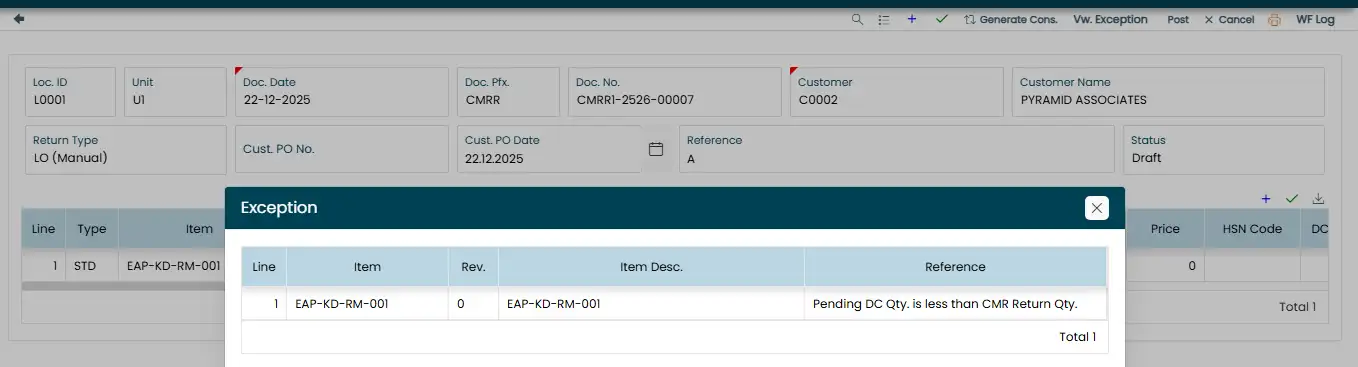 Generate Cons. Vw. Exception Post Cancel WF Log
Loc. ID Unit Doc. Date Doc. Pfx. Doc. No. Customer Customer Name
L0001 U1 22-12-2025 CMRR CMRR1-2526-00007 C0002 PYRAMID ASSOCIATES
Return Type Cust. PO No. Cust. PO Date Reference Status
LO (Manual) 22.12.2025 A Draft
Exception
Line Type Item Price HSN Code DC
1 STD EAP-KD-RM-001 0
Total 1
Line Item Rev. Item Desc. Reference
1 EAP-KD-RM-001 0 EAP-KD-RM-001 Pending DC Qty. is less than CMR Return Qty.
Total 1